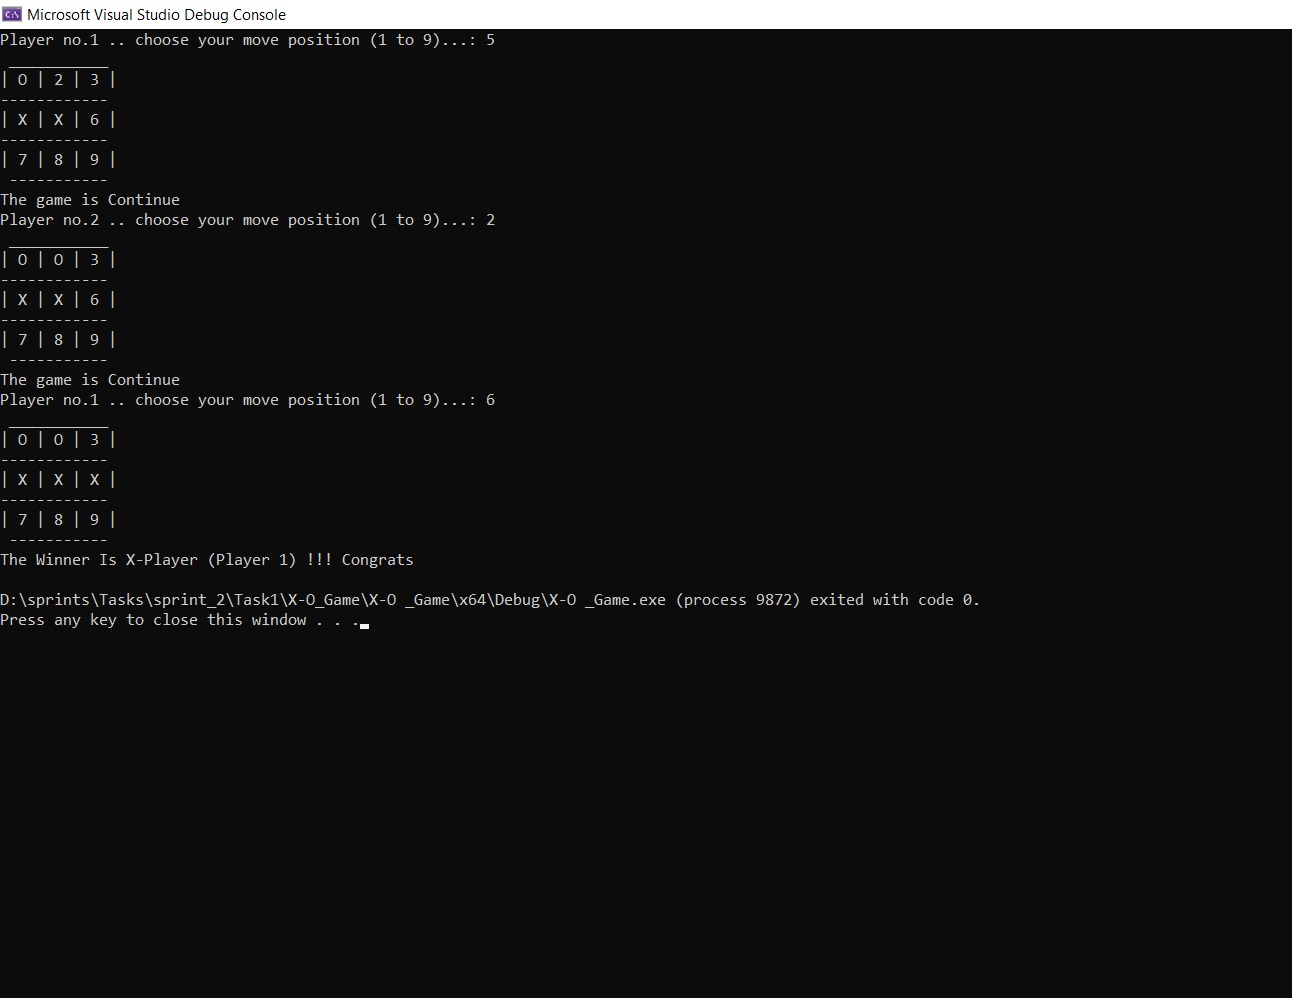 Microsoft Visual Studio Debug Console
Player no.1 .. choose your move position (1 to 9)...: 5
 ___________
| O | 2 | 3 |
------------
| X | X | 6 |
------------
| 7 | 8 | 9 |
 -----------
The game is Continue
Player no.2 .. choose your move position (1 to 9)...: 2
 ___________
| O | O | 3 |
------------
| X | X | 6 |
------------
| 7 | 8 | 9 |
 -----------
The game is Continue
Player no.1 .. choose your move position (1 to 9)...: 6
 ___________
| O | O | 3 |
------------
| X | X | X |
------------
| 7 | 8 | 9 |
 -----------
The Winner Is X-Player (Player 1) !!! Congrats
D:\sprints\Tasks\sprint_2\Task1\X-O_Game\X-O _Game\x64\Debug\X-O _Game.exe (process 9872) exited with code 0.
Press any key to close this window . . .